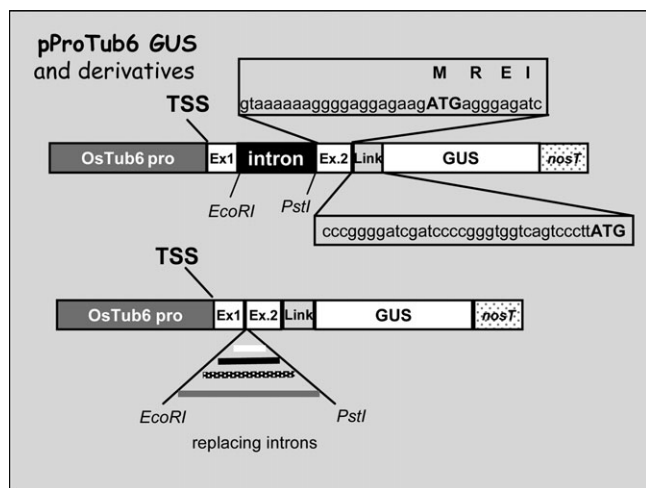 pProTub6 GUS
and derivatives
M R E I
gtaaaaaaggggaggagaagATGagggagatc
TSS
OsTub6 pro Ex1 intron Ex.2 Link GUS nosT
EcoRI PstI
cccggggatcgatccccgggtggtcagtcccttATG
TSS
OsTub6 pro Ex1 Ex.2 Link GUS nosT
EcoRI PstI
replacing introns